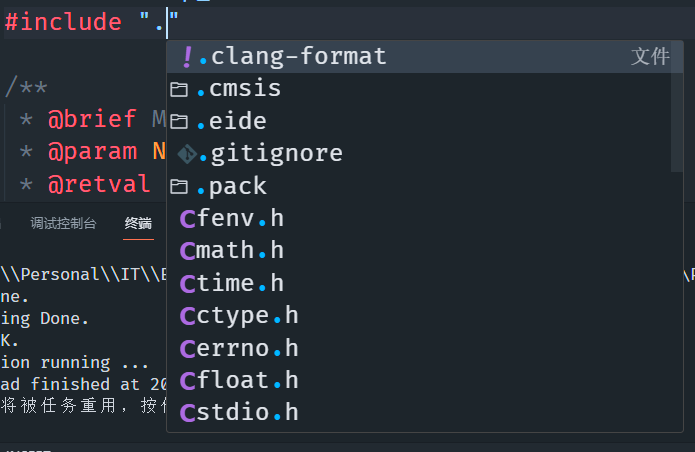 #include "."
.clang-format 文件
.cmsis
/**
.eide
* @brief M
.gitignore
* @param N
.pack
* @retval
fenv.h
调试控制台 终端
math.h
\\Personal\\IT\\E
time.h
ne.
ctype.h
ing Done.
K.
errno.h
ion running ...
float.h
ad finished at 20
stdio.h
将被任务重用，按